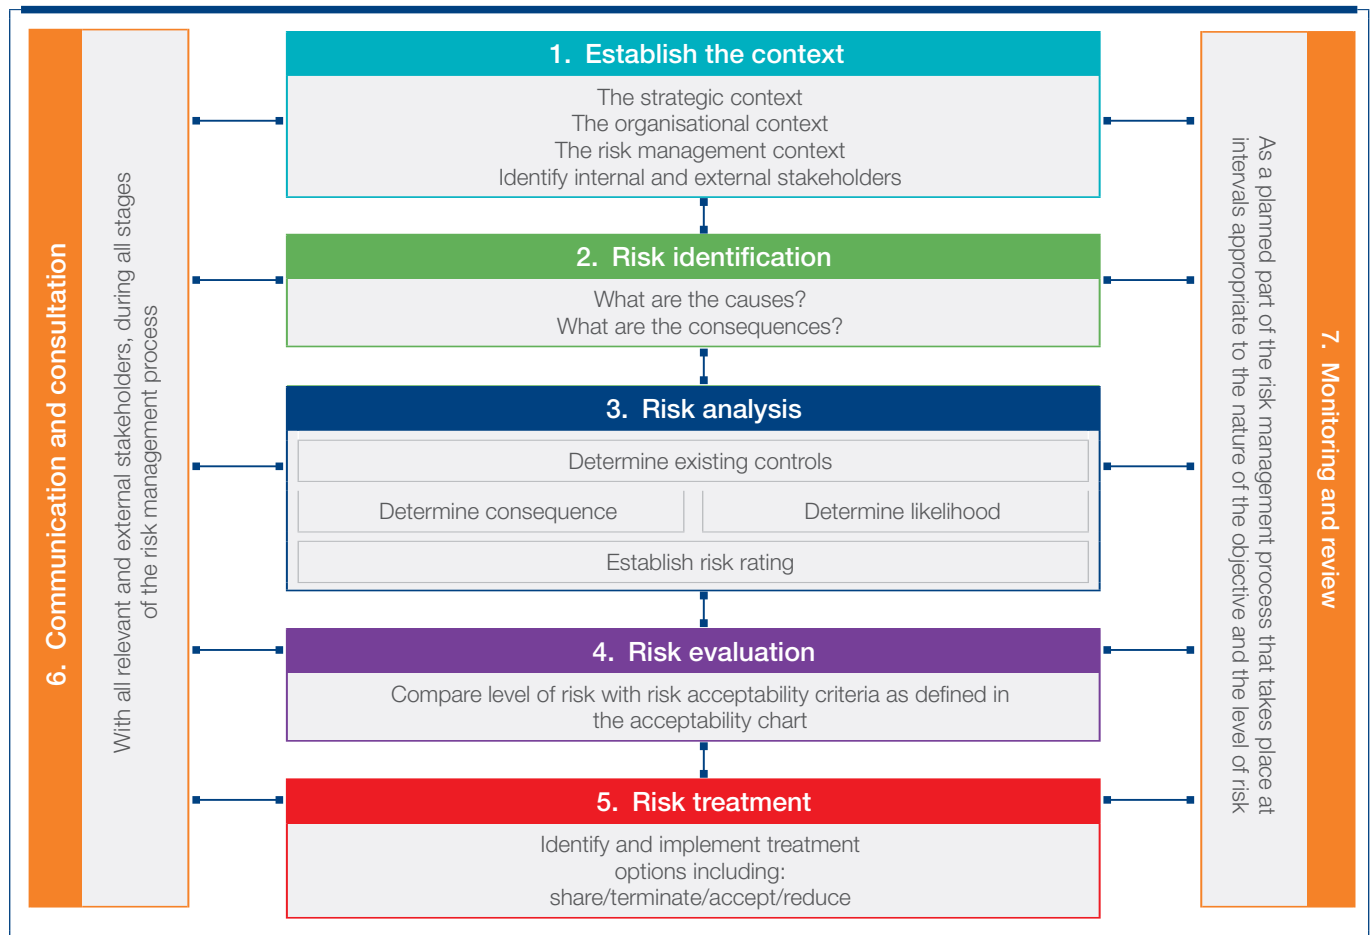 6. Communication and consultation
With all relevant and external stakeholders, during all stages
of the risk management process
1. Establish the context
The strategic context
The organisational context
The risk management context
Identify internal and external stakeholders
2. Risk identification
What are the causes?
What are the consequences?
3. Risk analysis
Determine existing controls
Determine consequence
Determine likelihood
Establish risk rating
4. Risk evaluation
Compare level of risk with risk acceptability criteria as defined in
the acceptability chart
5. Risk treatment
Identify and implement treatment
options including:
share/terminate/accept/reduce
7. Monitoring and review
As a planned part of the risk management process that takes place at
intervals appropriate to the nature of the objective and the level of risk